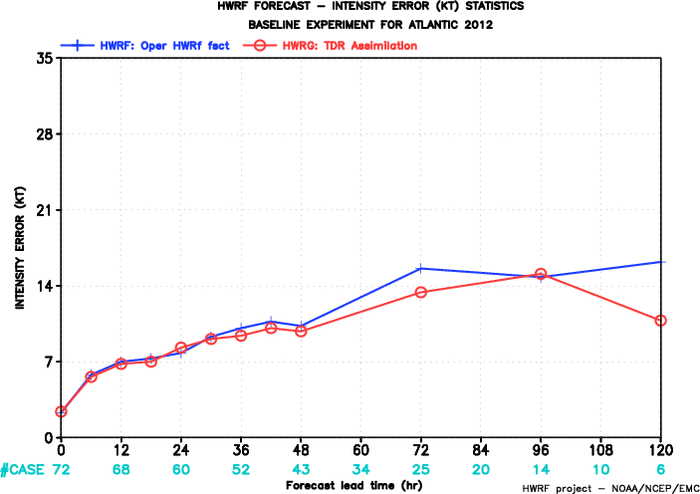 HWRF FORECAST – INTENSITY ERROR (KT) STATISTICS
BASELINE EXPERIMENT FOR ATLANTIC 2012
HWRF: Oper HWRf fact HWRG: TDR Assimilation
35
28
21
14
7
0
INTENSITY ERROR (KT)
0 12 24 36 48 60 72 84 96 108 120
#CASE 72 68 60 52 43 34 25 20 14 10 6
Forecast lead time (hr)
HWRF project – NOAA/NCEP/EMC